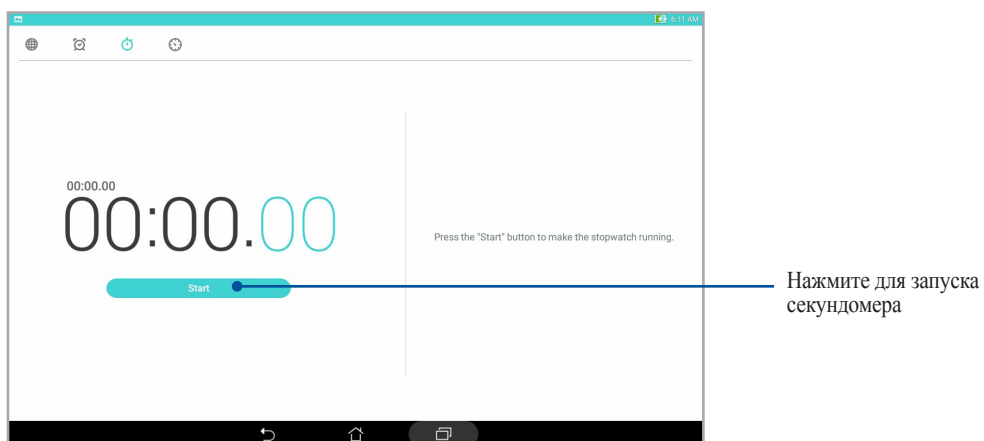 6:11 AM
00:00.00
00:00.00
Start
Press the "Start" button to make the stopwatch running.
Нажмите для запуска
секундомера